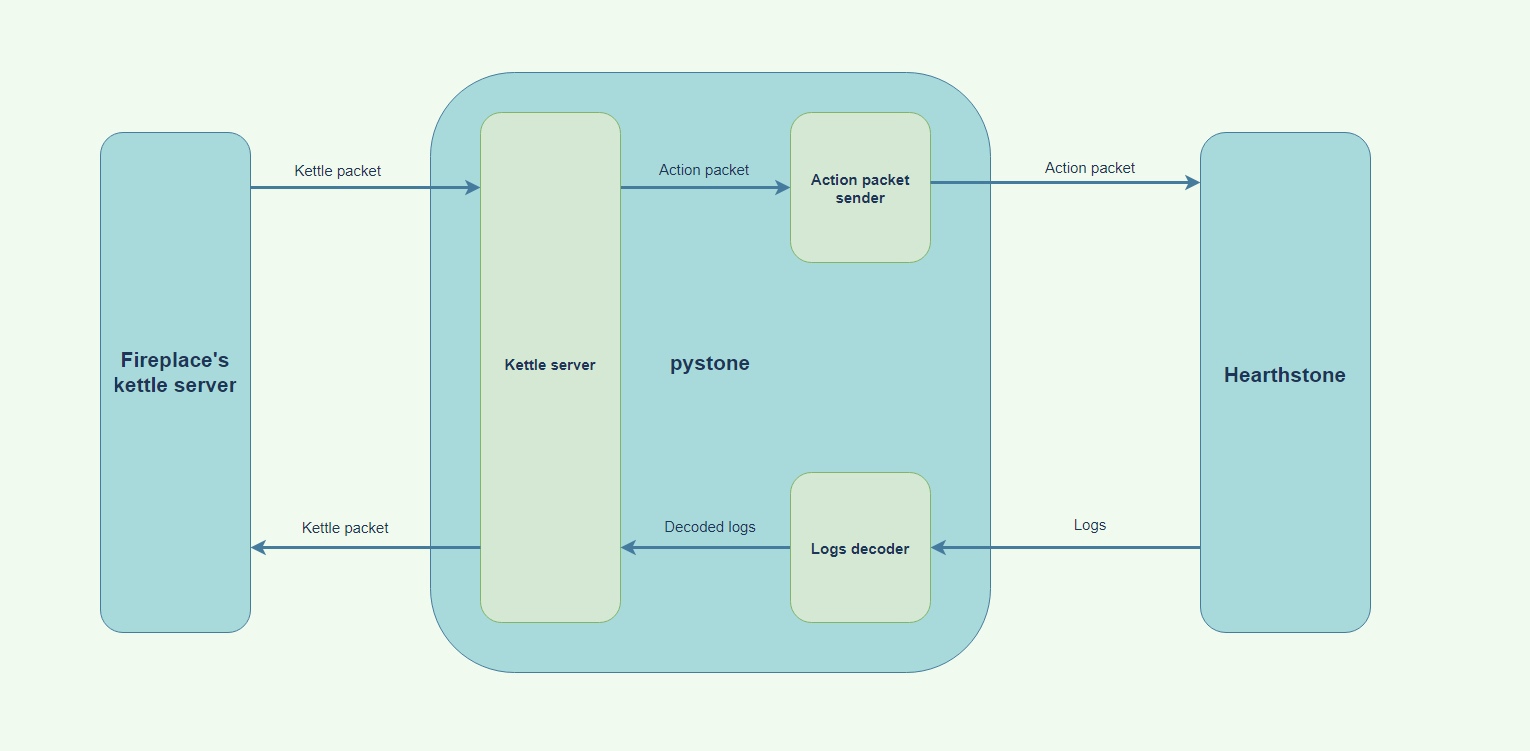 Kettle packet
Action packet
Action packet
Action packet
sender
Fireplace's
kettle server
Kettle server
pystone
Hearthstone
Kettle packet
Decoded logs
Logs
Logs decoder